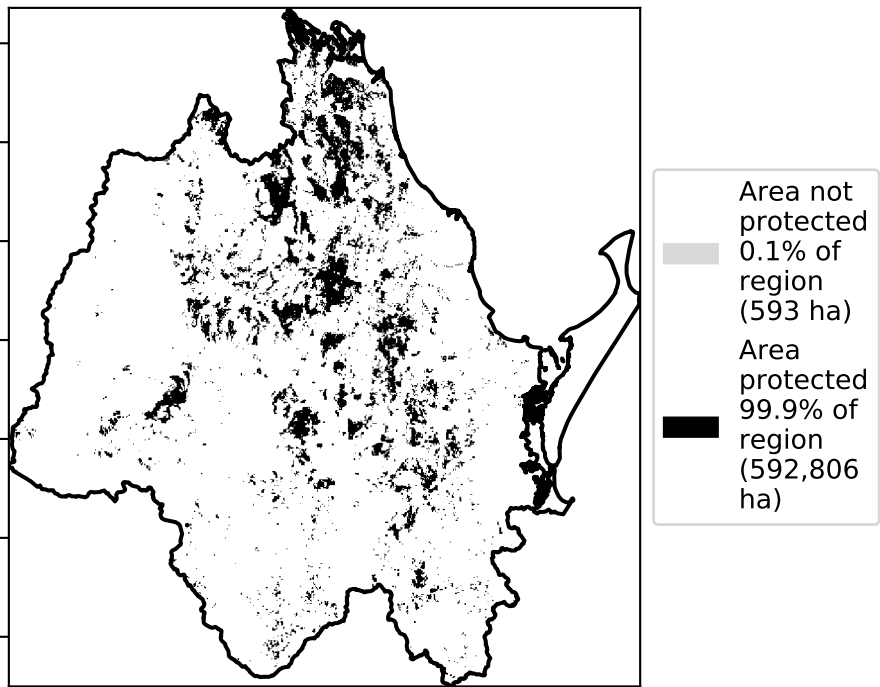 Area not
protected
0.1% of
region
(593 ha)
Area
protected
99.9% of
region
(592,806
ha)